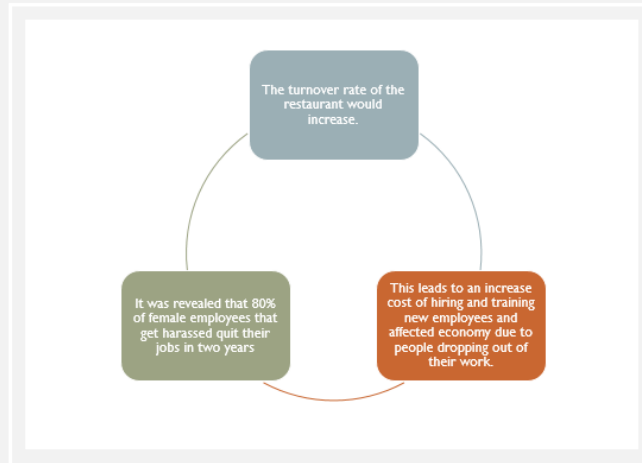 The turnover rate of the
restaurant would
increase.
This leads to an increase
cost of hiring and training
new employees and
affected economy due to
people dropping out of
their work.
It was revealed that 80%
of female employees that
get harassed quit their
jobs in two years